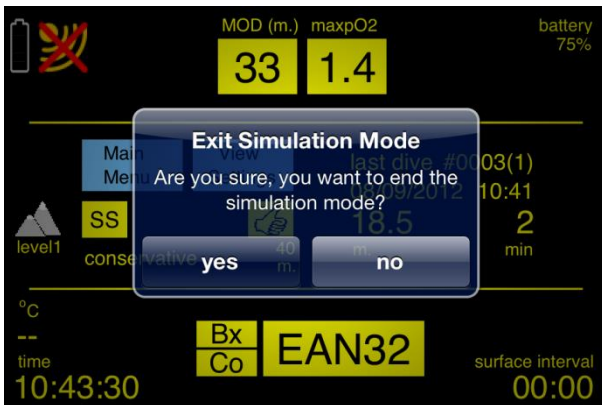 MOD (m.) maxpO2
battery
75%
33 1.4
Exit Simulation Mode
Are you sure, you want to end the
simulation mode?
yes no
Main
Menu
View
last dive #0003(1)
08/09/2012 10:41
SS
18.5 2
level1
conservative
40
m.
m.
min
°C
--
time
10:43:30
Bx
Co
EAN32
surface interval
00:00